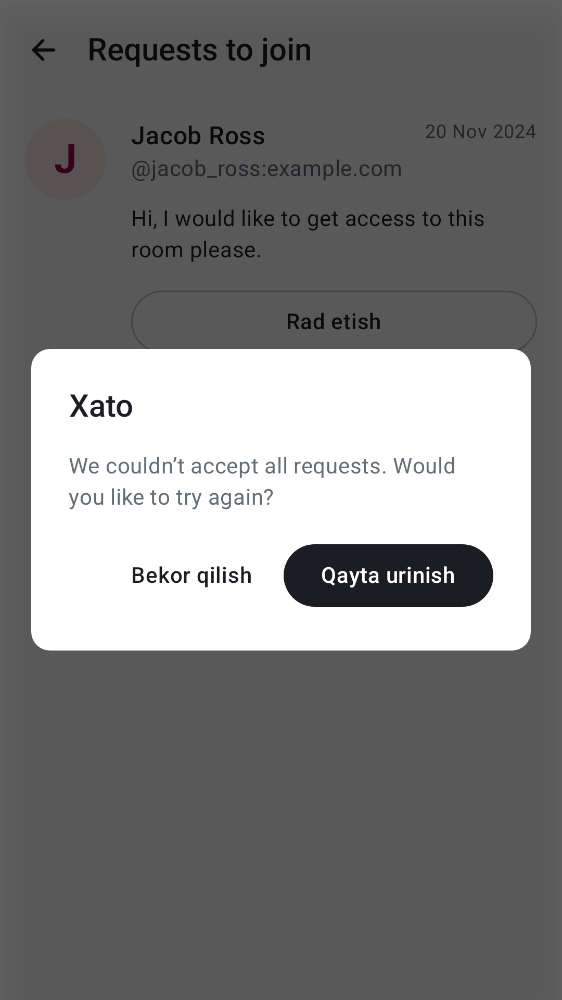 Requests to join
J
Jacob Ross
20 Nov 2024
@jacob_ross:example.com
Hi, I would like to get access to this
room please.
Rad etish
Xato
We couldn’t accept all requests. Would
you like to try again?
Bekor qilish
Qayta urinish